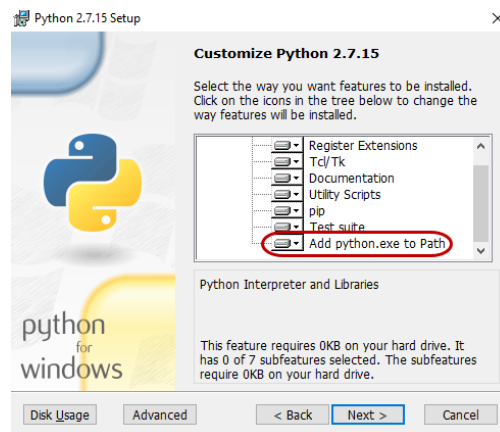 Python 2.7.15 Setup
Customize Python 2.7.15
Select the way you want features to be installed.
Click on the icons in the tree below to change the
way features will be installed.
Register Extensions
Tcl/Tk
Documentation
Utility Scripts
pip
Test suite
Add python.exe to Path
Python Interpreter and Libraries
This feature requires 0KB on your hard drive. It
has 0 of 7 subfeatures selected. The subfeatures
require 0KB on your hard drive.
python
for
windows
Disk Usage
Advanced
< Back
Next >
Cancel